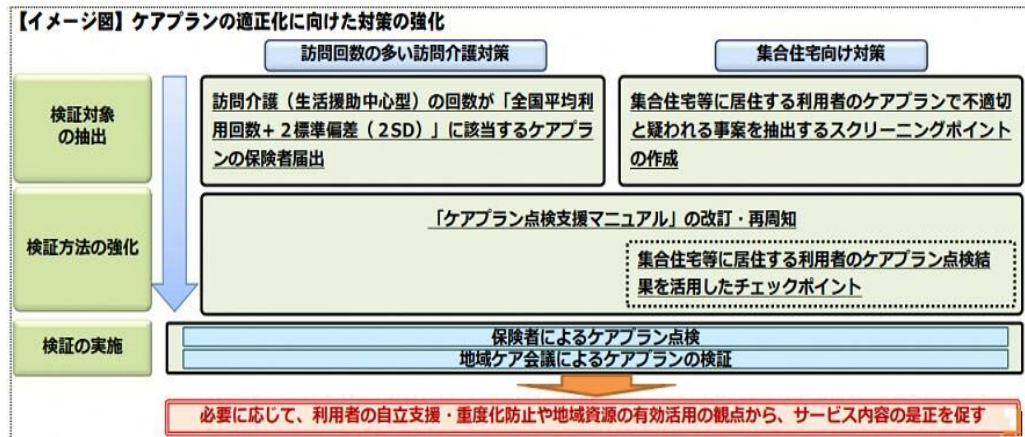 【イメージ図】ケアプランの適正化に向けた対策の強化
訪問回数の多い訪問介護対策
集合住宅向け対策
検証対象
の抽出
訪問介護（生活援助中心型）の回数が「全国平均利
用回数＋２標準偏差（２SD）」に該当するケアプラ
ンの保険者届出
集合住宅等に居住する利用者のケアプランで不適切
と疑われる事案を抽出するスクリーニングポイント
の作成
検証方法の強化
「ケアプラン点検支援マニュアル」の改訂・再周知
集合住宅等に居住する利用者のケアプラン点検結
果を活用したチェックポイント
検証の実施
保険者によるケアプラン点検
地域ケア会議によるケアプランの検証
必要に応じて、利用者の自立支援・重度化防止や地域資源の有効活用の観点から、サービス内容の是正を促す